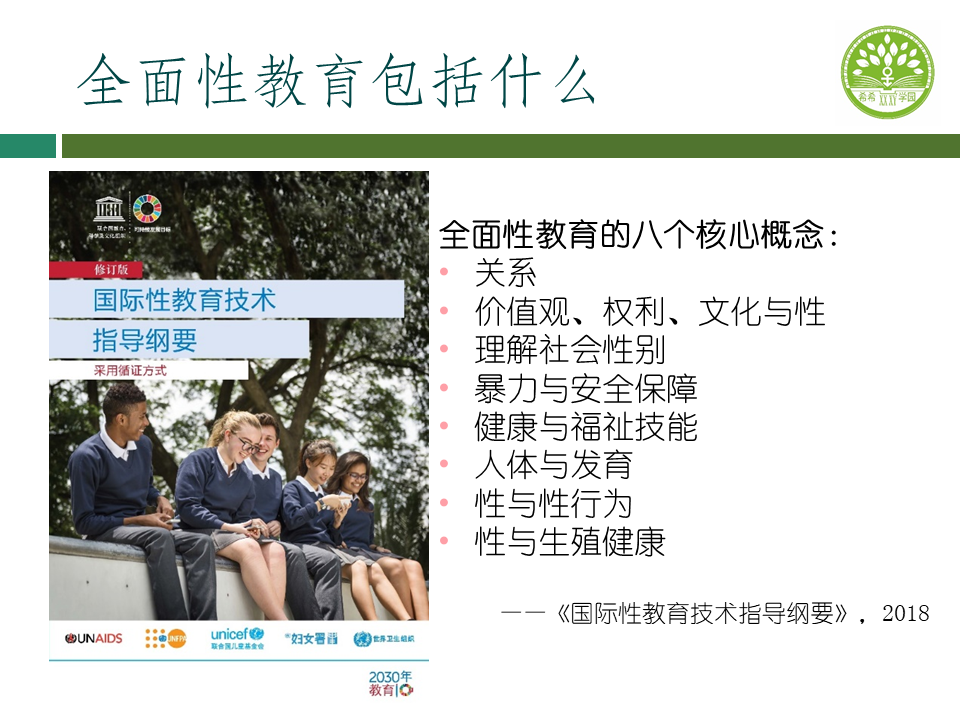 全面性教育包括什么
希希学园
联合国教育、
科学及文化组织
可持续发展目标
修订版
国际性教育技术
指导纲要
采用循证方式
UNAIDS
UNFPA
unicef
联合国儿童基金会
妇女署
世界卫生组织
2030年
教育
全面性教育的八个核心概念：
• 关系
• 价值观、权利、文化与性
• 理解社会性别
• 暴力与安全保障
• 健康与福祉技能
• 人体与发育
• 性与性行为
• 性与生殖健康
——《国际性教育技术指导纲要》，2018